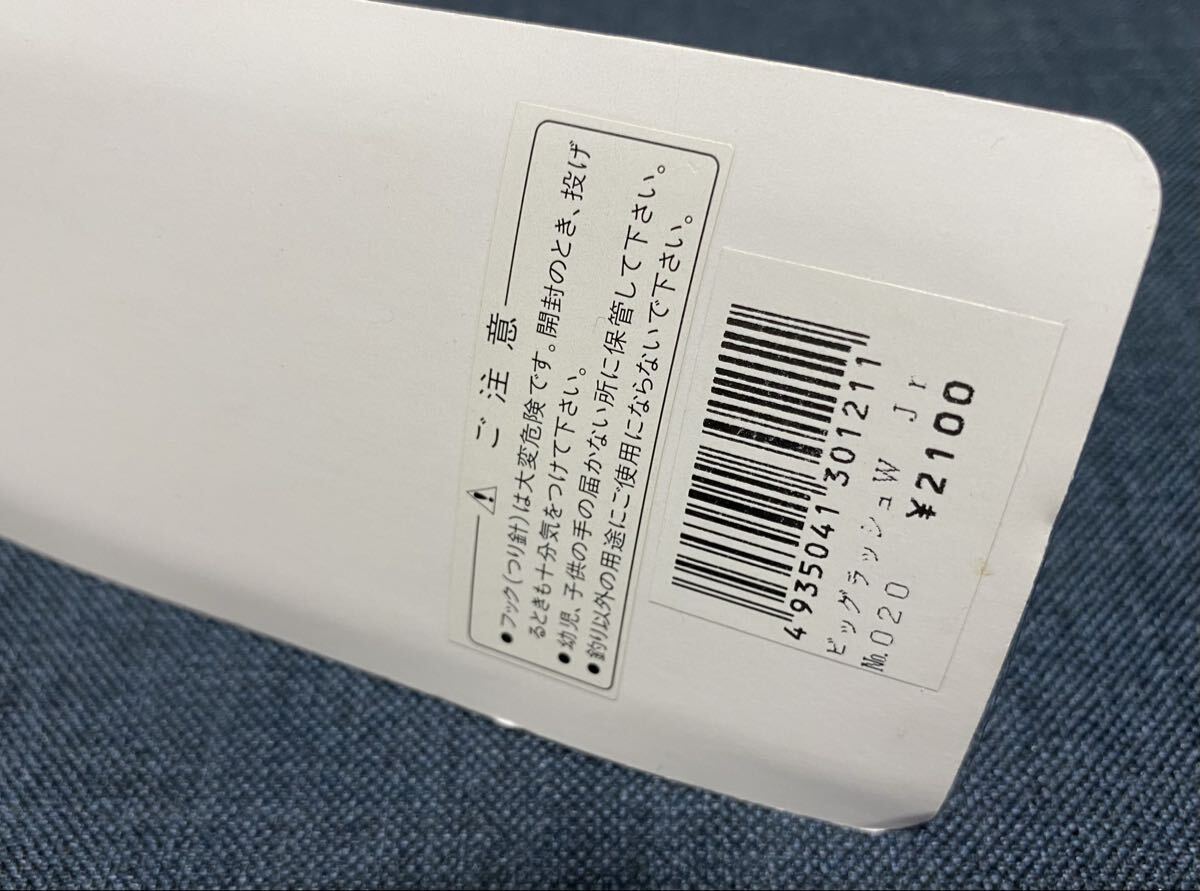 ⚠ ご注意
●フック(つり針)は大変危険です。開封のとき、投げ
るときも十分気をつけて下さい。
●幼児、子供の手の届かない所に保管して下さい。
●釣り以外の用途にご使用にならないで下さい。
4935041 301211
ビッグラッシュW Jr
№020 ¥2100